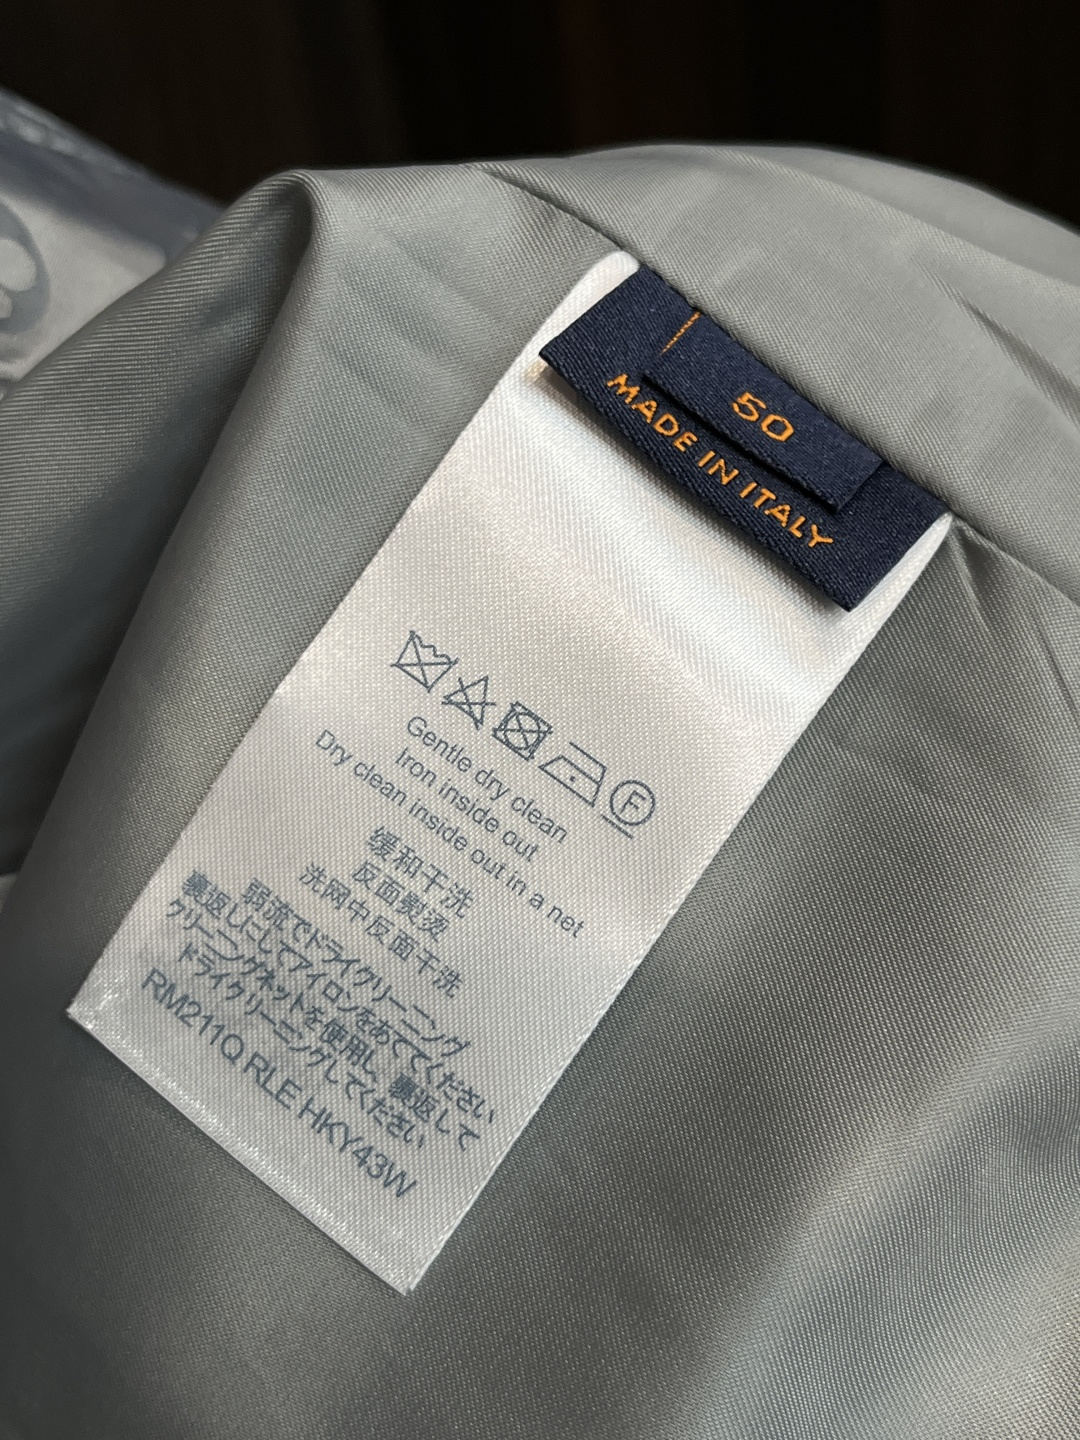 50
MADE IN ITALY
F
Gentle dry clean
Iron inside out
Dry clean inside out in a net
缓和干洗
反面熨烫
洗网中反面干洗
弱流でドライクリーニング
裏返しにしてアイロンをあててください
クリーニングネットを使用し、裏返して
ドライクリーニングしてください
RM211Q RLE HKY43W